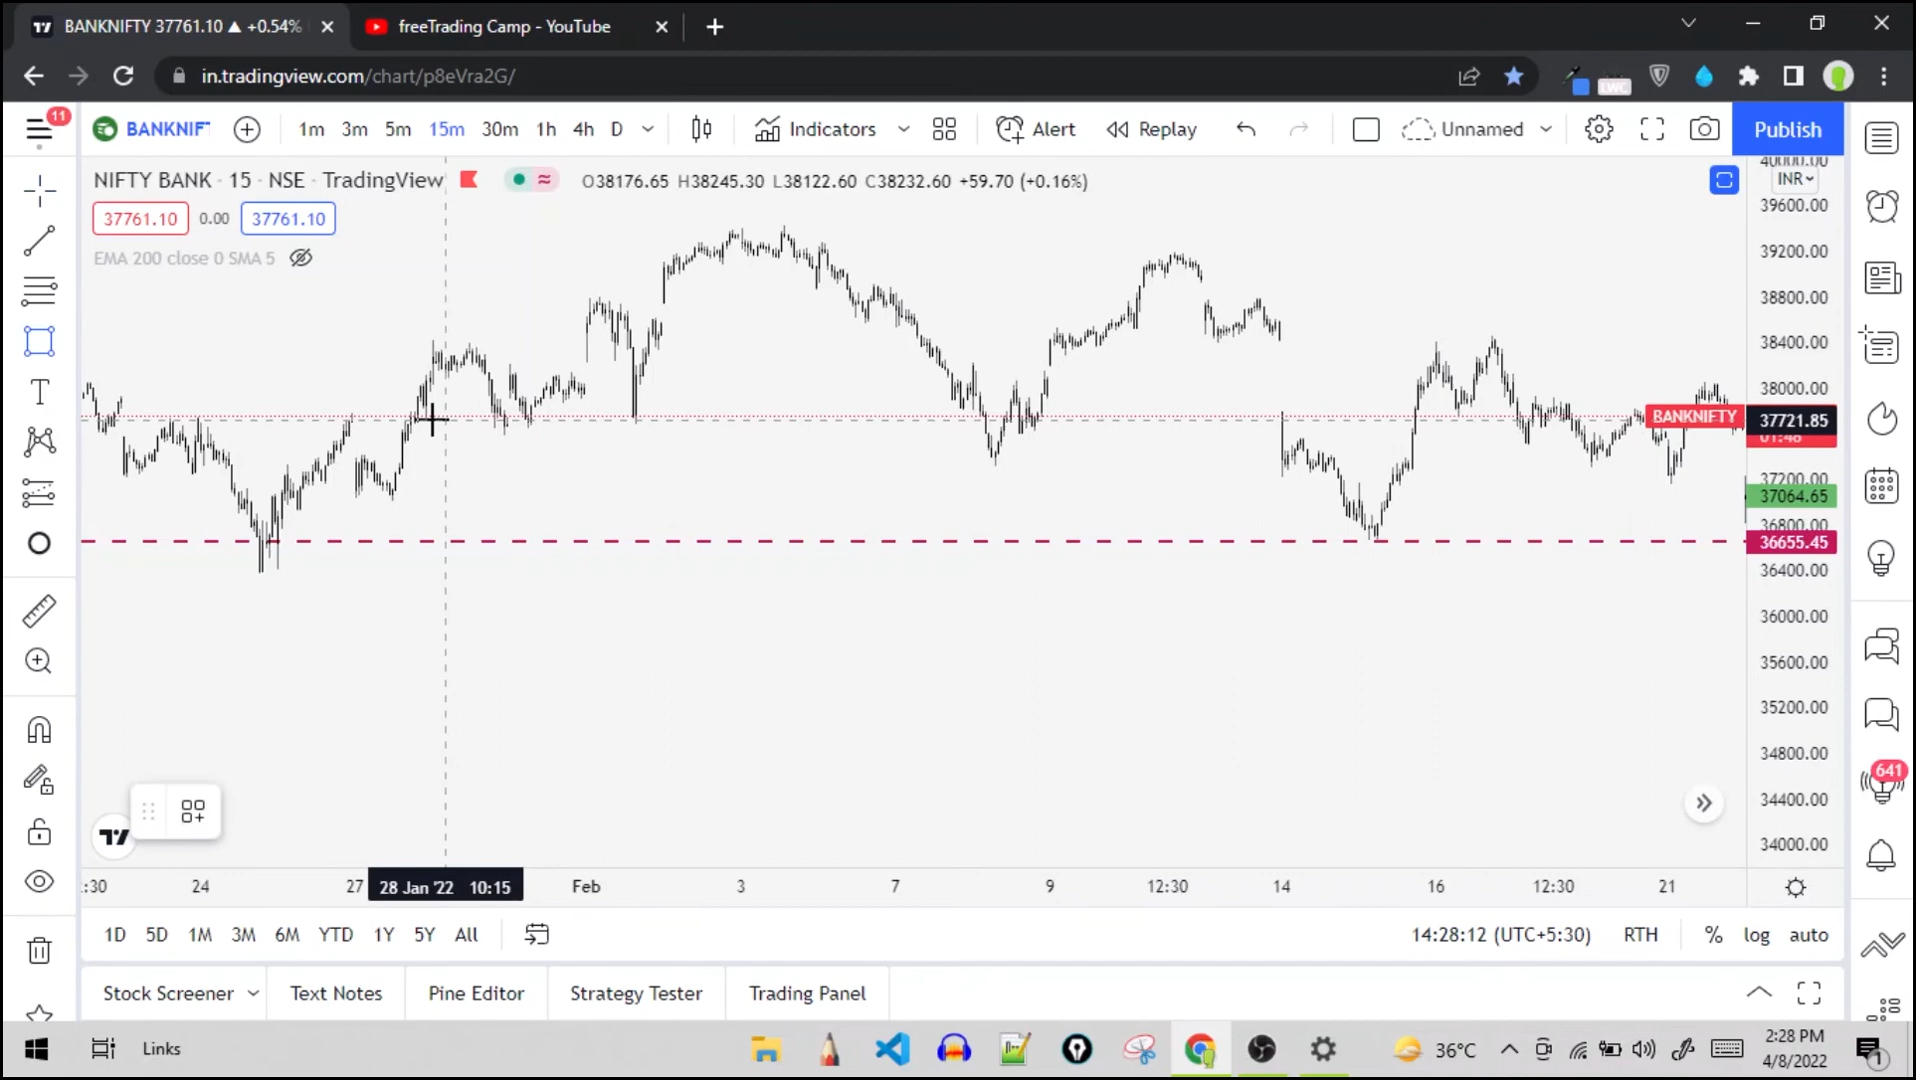 BANKNIFTY 37761.10 ▲ +0.54%
freeTrading Camp - YouTube
in.tradingview.com/chart/p8eVra2G/
LWC
11
BANKNIF
1m 3m 5m 15m 30m 1h 4h D
Indicators
Alert
Replay
Unnamed
Publish
NIFTY BANK · 15 · NSE · TradingView
O38176.65 H38245.30 L38122.60 C38232.60 +59.70 (+0.16%)
37761.10 0.00 37761.10
EMA 200 close 0 SMA 5
40000.00
INR
39600.00
39200.00
38800.00
38400.00
38000.00
BANKNIFTY 37721.85
01:48
37200.00
37064.65
36800.00
36655.45
36400.00
36000.00
35600.00
35200.00
34800.00
34400.00
34000.00
641
:30 24 27 28 Jan '22 10:15 Feb 3 7 9 12:30 14 16 12:30 21
1D 5D 1M 3M 6M YTD 1Y 5Y All
14:28:12 (UTC+5:30) RTH % log auto
Stock Screener Text Notes Pine Editor Strategy Tester Trading Panel
Links
36°C
2:28 PM
4/8/2022
1